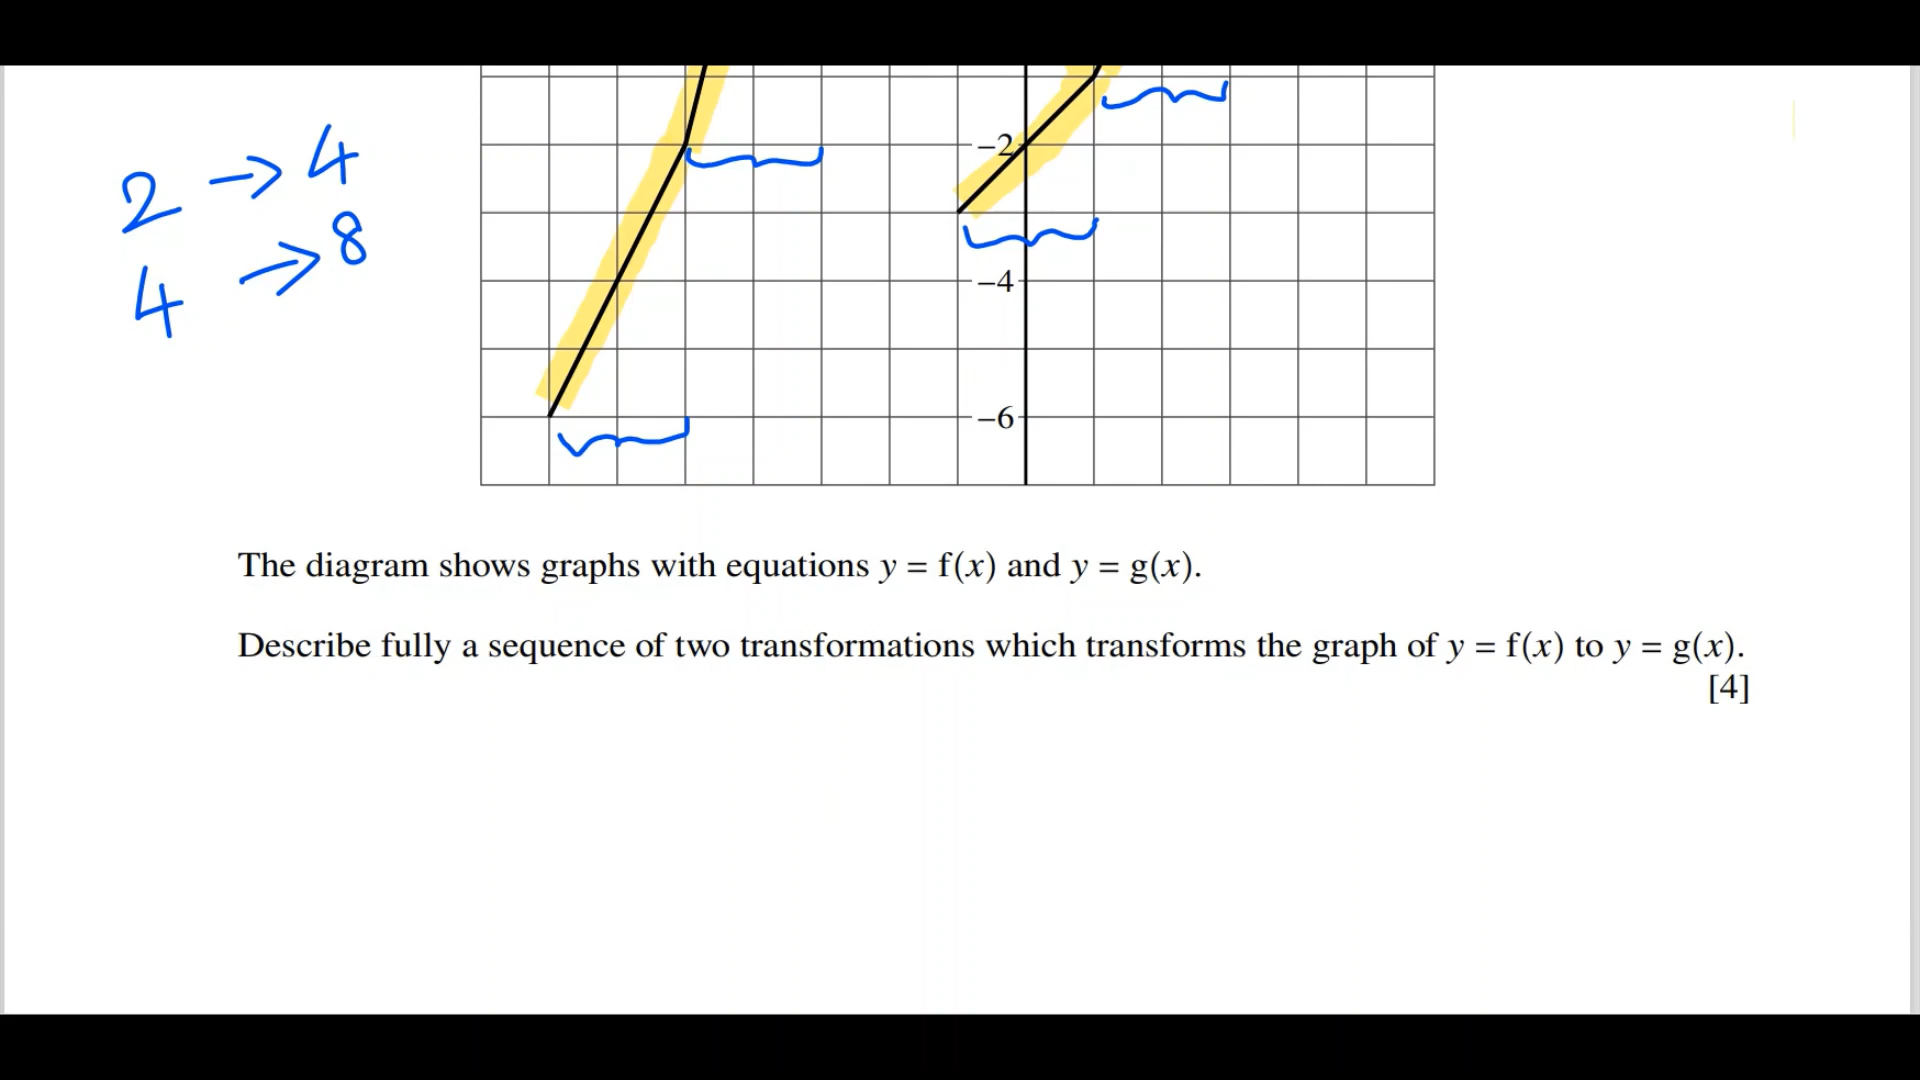 2 → 4
4 → 8
−2
−4
−6
The diagram shows graphs with equations y = f(x) and y = g(x).
Describe fully a sequence of two transformations which transforms the graph of y = f(x) to y = g(x).
[4]